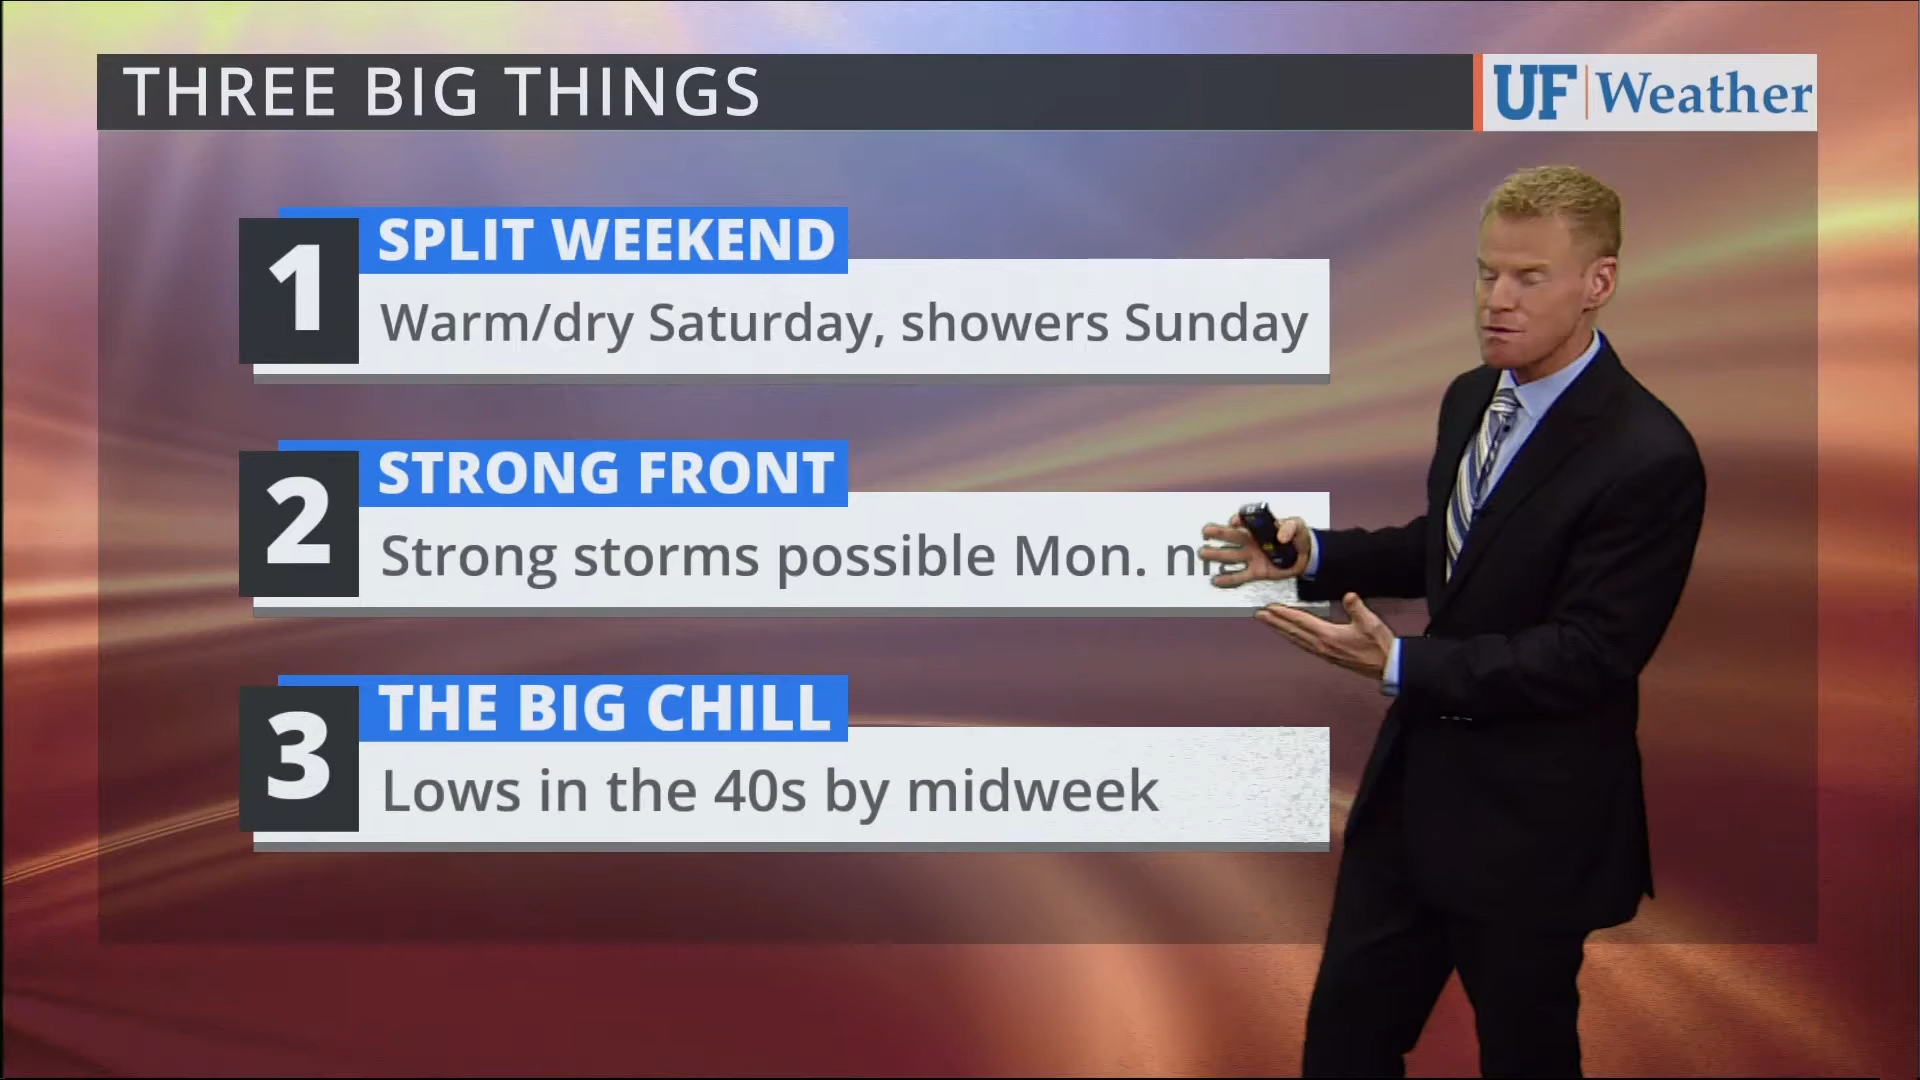 THREE BIG THINGS
UF Weather
1
SPLIT WEEKEND
Warm/dry Saturday, showers Sunday
2
STRONG FRONT
Strong storms possible Mon.
3
THE BIG CHILL
Lows in the 40s by midweek